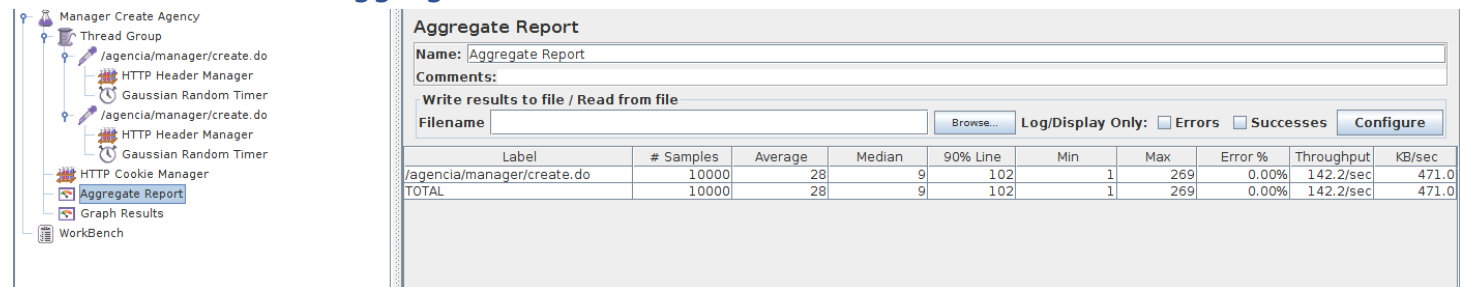 Manager Create Agency
Thread Group
/agencia/manager/create.do
HTTP Header Manager
Gaussian Random Timer
/agencia/manager/create.do
HTTP Header Manager
Gaussian Random Timer
HTTP Cookie Manager
Aggregate Report
Graph Results
WorkBench
Aggregate Report
Name: Aggregate Report
Comments:
Write results to file / Read from file
Filename Browse... Log/Display Only: Errors Successes Configure
Label # Samples Average Median 90% Line Min Max Error % Throughput KB/sec
/agencia/manager/create.do 10000 28 9 102 1 269 0.00% 142.2/sec 471.0
TOTAL 10000 28 9 102 1 269 0.00% 142.2/sec 471.0